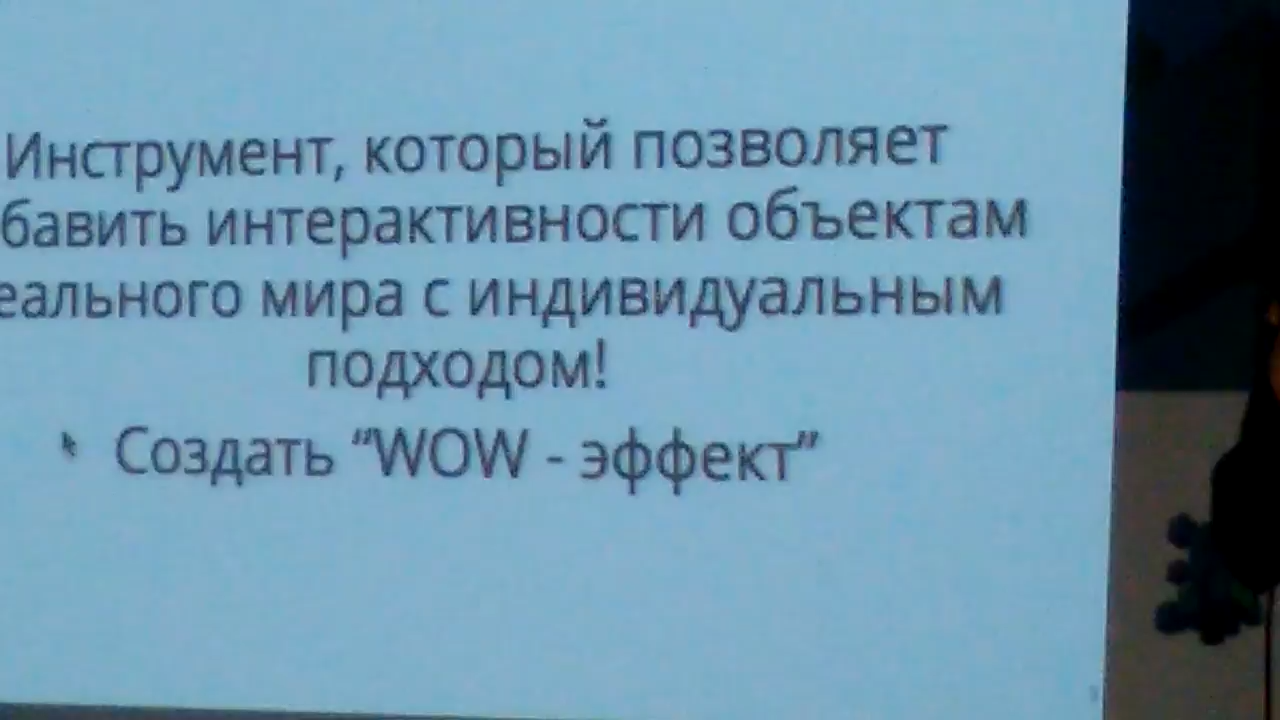 Инструмент, который позволяет
бавить интерактивности объектам
еального мира с индивидуальным
подходом!
Создать “WOW - эффект”